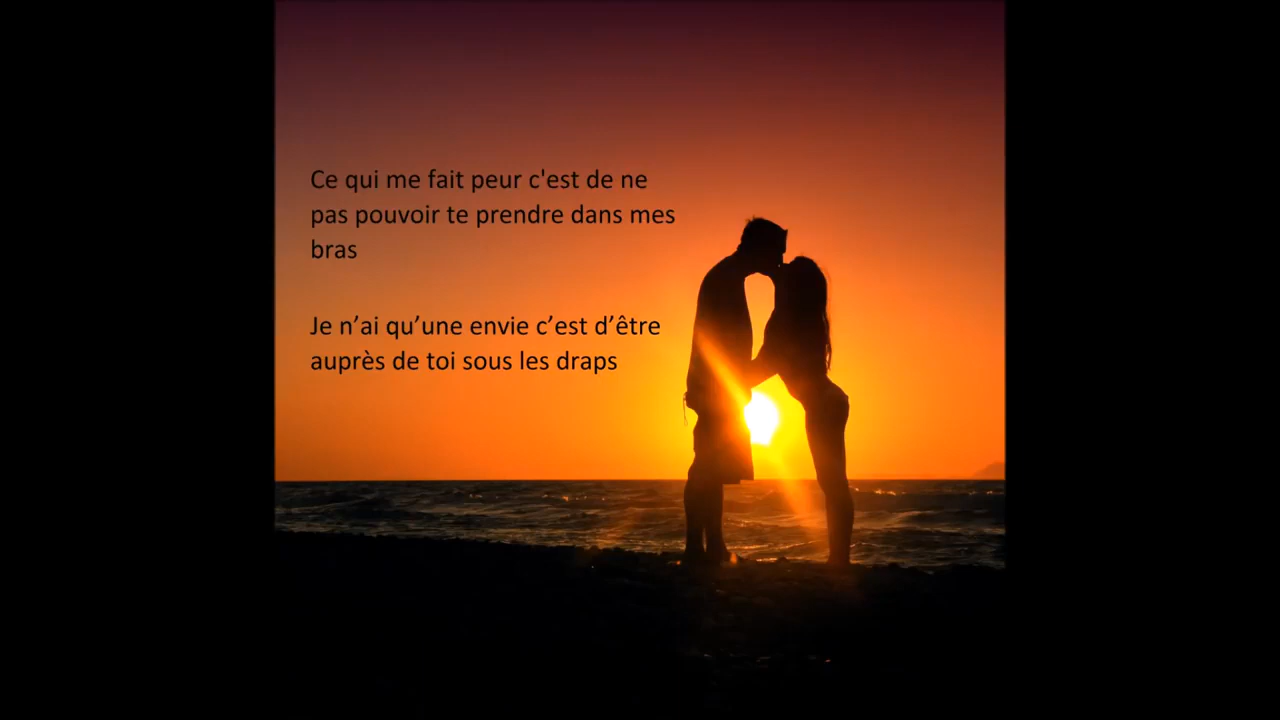 Ce qui me fait peur c'est de ne
pas pouvoir te prendre dans mes
bras
Je n’ai qu’une envie c’est d’être
auprès de toi sous les draps